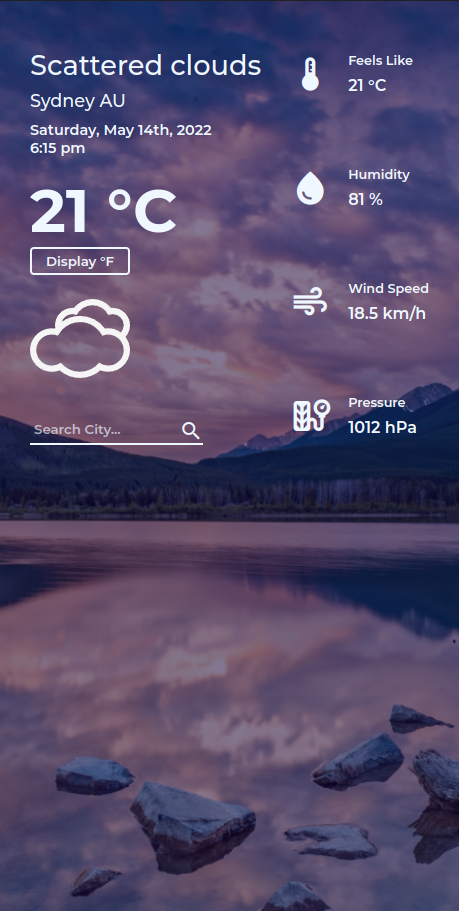 Scattered clouds
Sydney AU
Saturday, May 14th, 2022
6:15 pm
21 °C
Display °F
Search City...
Feels Like
21 °C
Humidity
81 %
Wind Speed
18.5 km/h
Pressure
1012 hPa